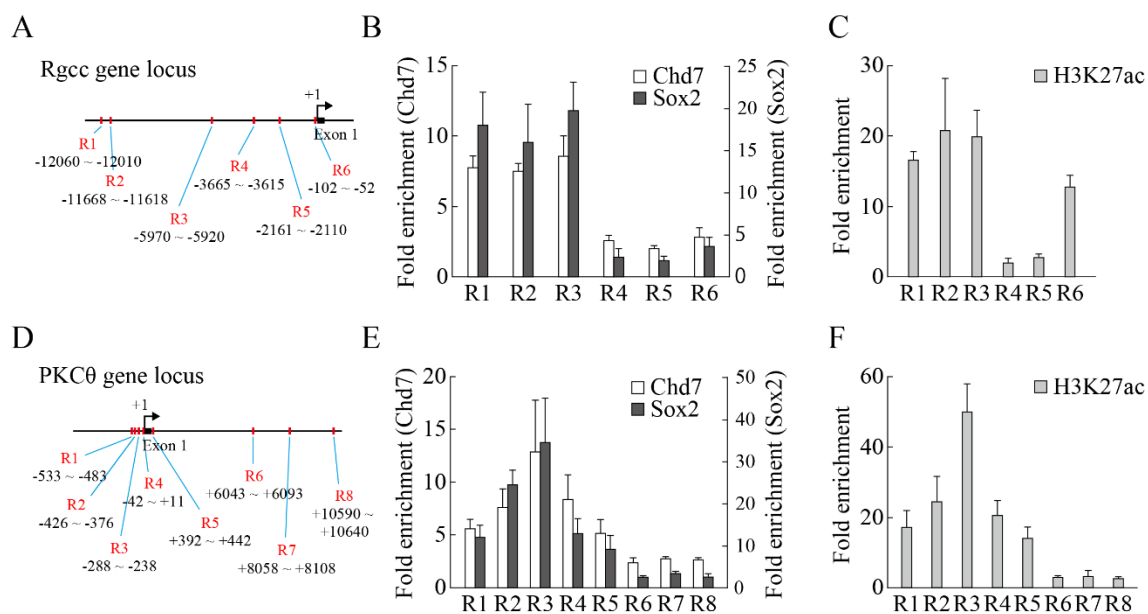 A
Rgcc gene locus
+1
Exon 1
R1
-12060 ~ -12010
R2
-11668 ~ -11618
R3
-5970 ~ -5920
R4
-3665 ~ -3615
R5
-2161 ~ -2110
R6
-102 ~ -52
B
Chd7
Sox2
Fold enrichment (Chd7)
15
10
5
0
Fold enrichment (Sox2)
25
20
15
10
5
0
R1 R2 R3 R4 R5 R6
C
H3K27ac
Fold enrichment
30
20
10
0
R1 R2 R3 R4 R5 R6
D
PKCθ gene locus
+1
Exon 1
R1
-533 ~ -483
R2
-426 ~ -376
R3
-288 ~ -238
R4
-42 ~ +11
R5
+392 ~ +442
R6
+6043 ~ +6093
R7
+8058 ~ +8108
R8
+10590 ~
+10640
E
Chd7
Sox2
Fold enrichment (Chd7)
20
15
10
5
0
Fold enrichment (Sox2)
50
40
30
20
10
0
R1 R2 R3 R4 R5 R6 R7 R8
F
H3K27ac
Fold enrichment
60
40
20
0
R1 R2 R3 R4 R5 R6 R7 R8